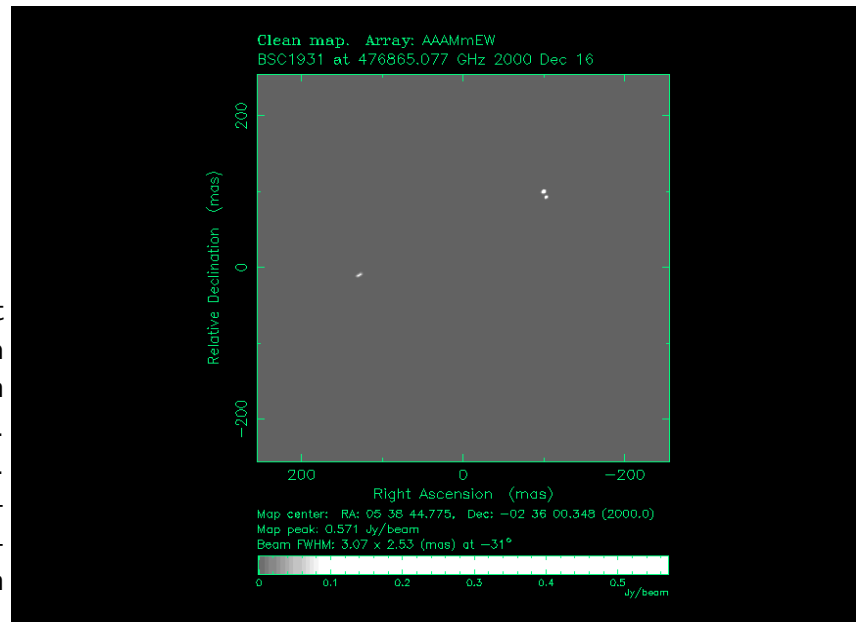 Clean map. Array: AAAMmEW
BSC1931 at 476865.077 GHz 2000 Dec 16
200
0
−200
Relative Declination (mas)
200
0
−200
Right Ascension (mas)
Map center: RA: 05 38 44.775, Dec: −02 36 00.348 (2000.0)
Map peak: 0.571 Jy/beam
Beam FWHM: 3.07 x 2.53 (mas) at −31°
0 0.1 0.2 0.3 0.4 0.5
Jy/beam